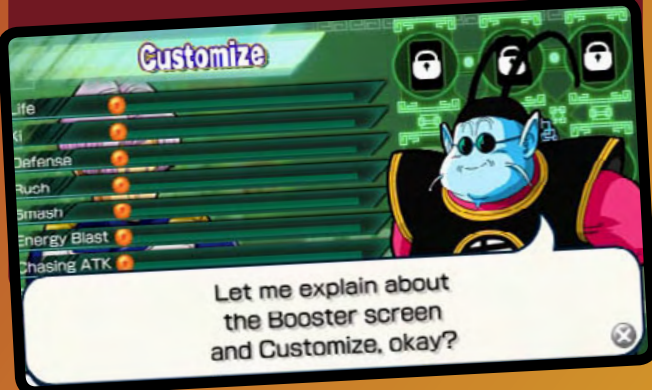 Customize
Life
Ki
Defense
Rush
Smash
Energy Blast
Chasing ATK
Let me explain about
the Booster screen
and Customize, okay?